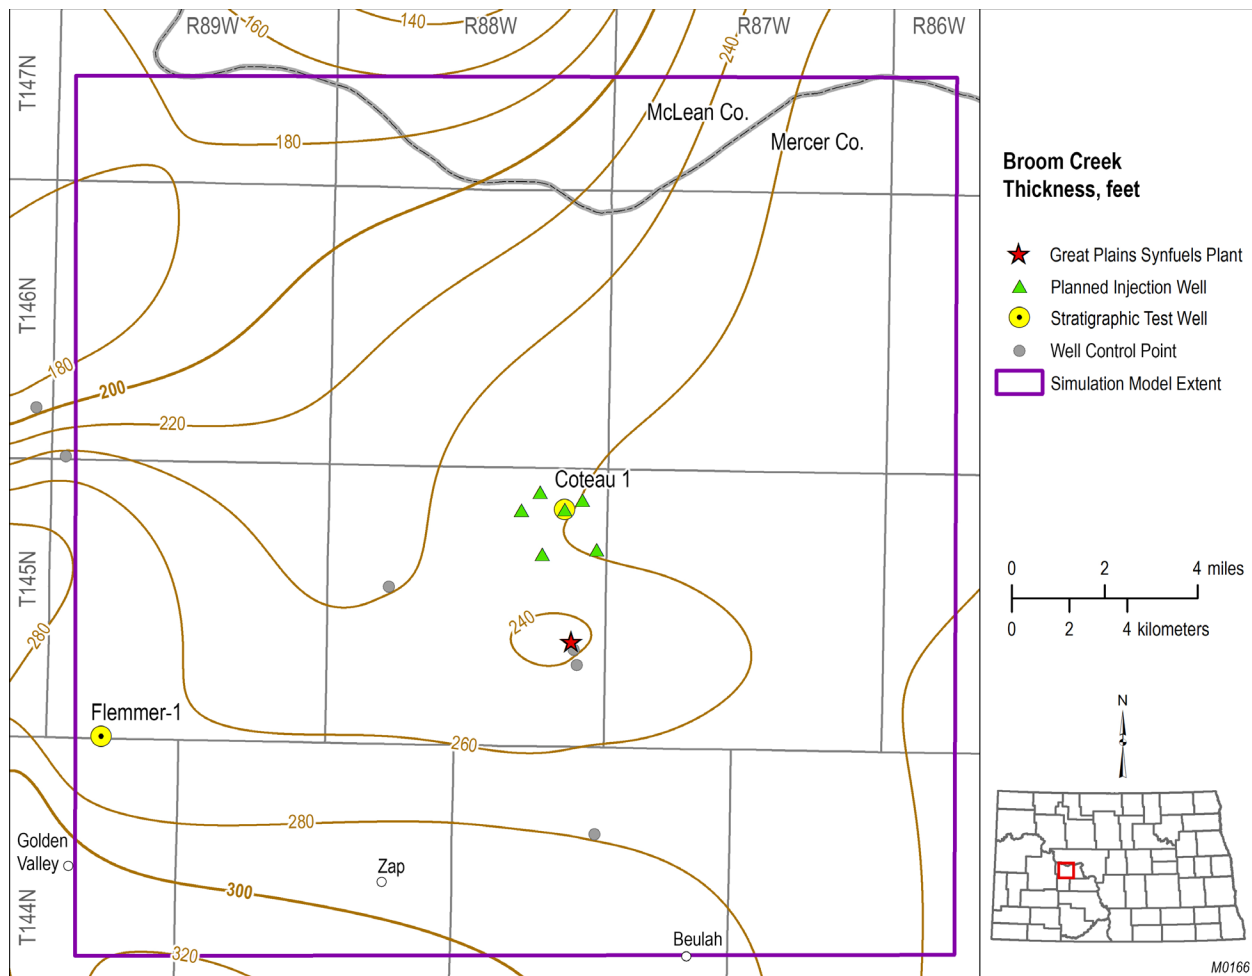 R89W
R88W
R87W
R86W
140
160
240
T147N
McLean Co.
Mercer Co.
180
T146N
180
200
220
Coteau 1
T145N
240
280
Flemmer-1
260
280
Golden
Valley
Zap
300
T144N
320
Beulah
Broom Creek
Thickness, feet
Great Plains Synfuels Plant
Planned Injection Well
Stratigraphic Test Well
Well Control Point
Simulation Model Extent
0 2 4 miles
0 2 4 kilometers
N
M0166